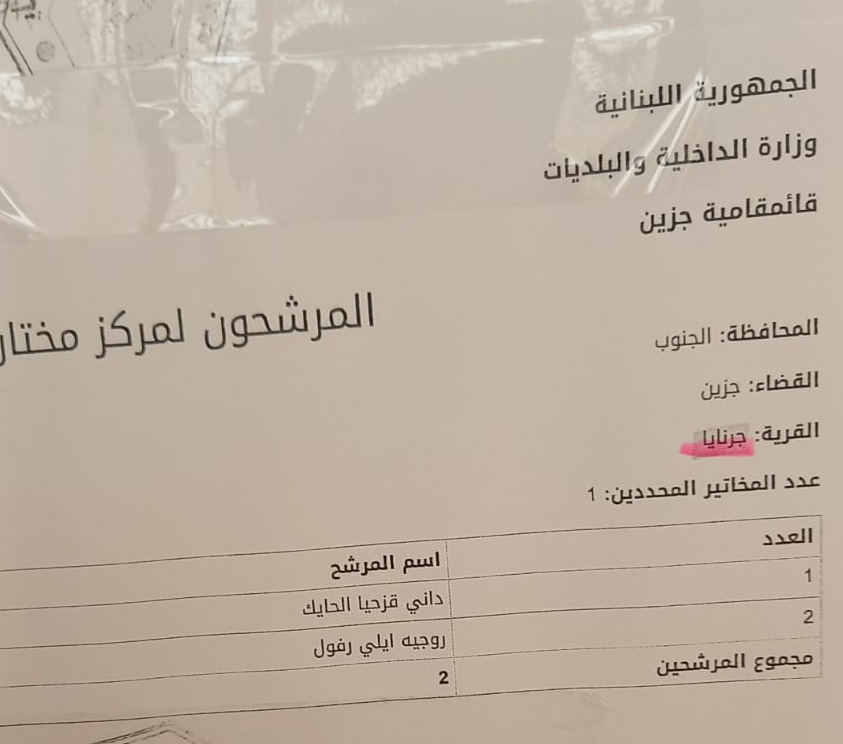 الجمهورية اللبنانية
وزارة الداخلية والبلديات
قائمقامية جزين
المرشحون لمركز مختار
المحافظة: الجنوب
القضاء: جزين
القرية: جرنايا
عدد المخاتير المحددين: 1
العدد اسم المرشح
1 داني قزحيا الحايك
2 روجيه ايلي رفول
مجموع المرشحين 2